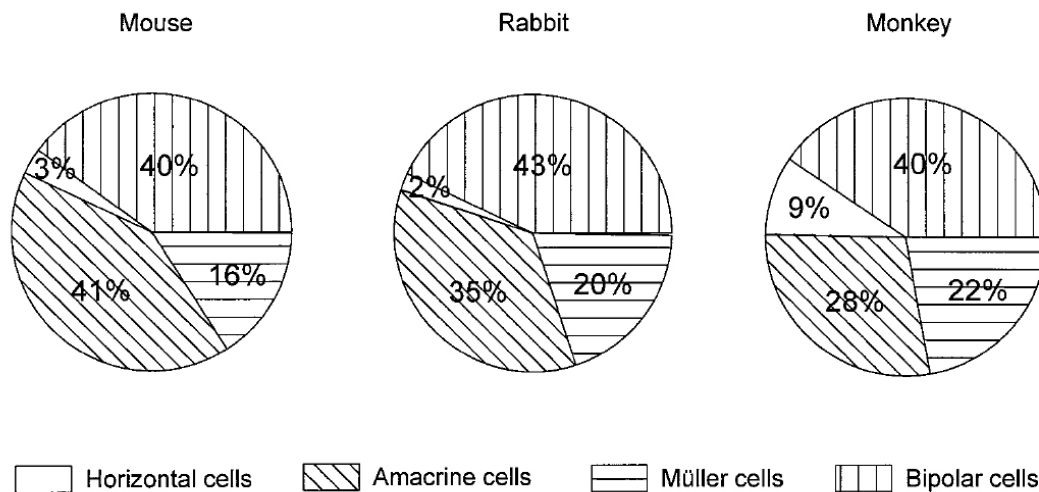 Mouse Rabbit Monkey
40% 43% 40%
3% 2% 9%
41% 16% 35% 20% 28% 22%
Horizontal cells Amacrine cells Müller cells Bipolar cells